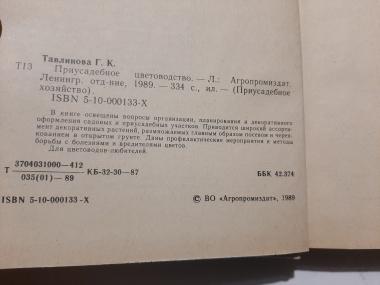 Тавлинова Г. К.
Т13 Приусадебное цветоводство. — Л.: Агропромиздат.
Ленингр. отд-ние, 1989. — 334 с., ил. — (Приусадебное
хозяйство).
ISBN 5-10-000133-X
В книге освещены вопросы организации, планирования и декоративного
оформления садовых и приусадебных участков. Приводится широкий ассорти-
мент декоративных растений, размножаемых главным образом посевом и черен-
кованием в открытом грунте. Даны профилактические мероприятия и методы
борьбы с болезнями и вредителями цветов.
Для цветоводов-любителей.
Т 3704031000—412 КБ-32-30-87 ББК 42.374
035(01)—89
ISBN 5-10-000133-X © ВО «Агропромиздат», 1989